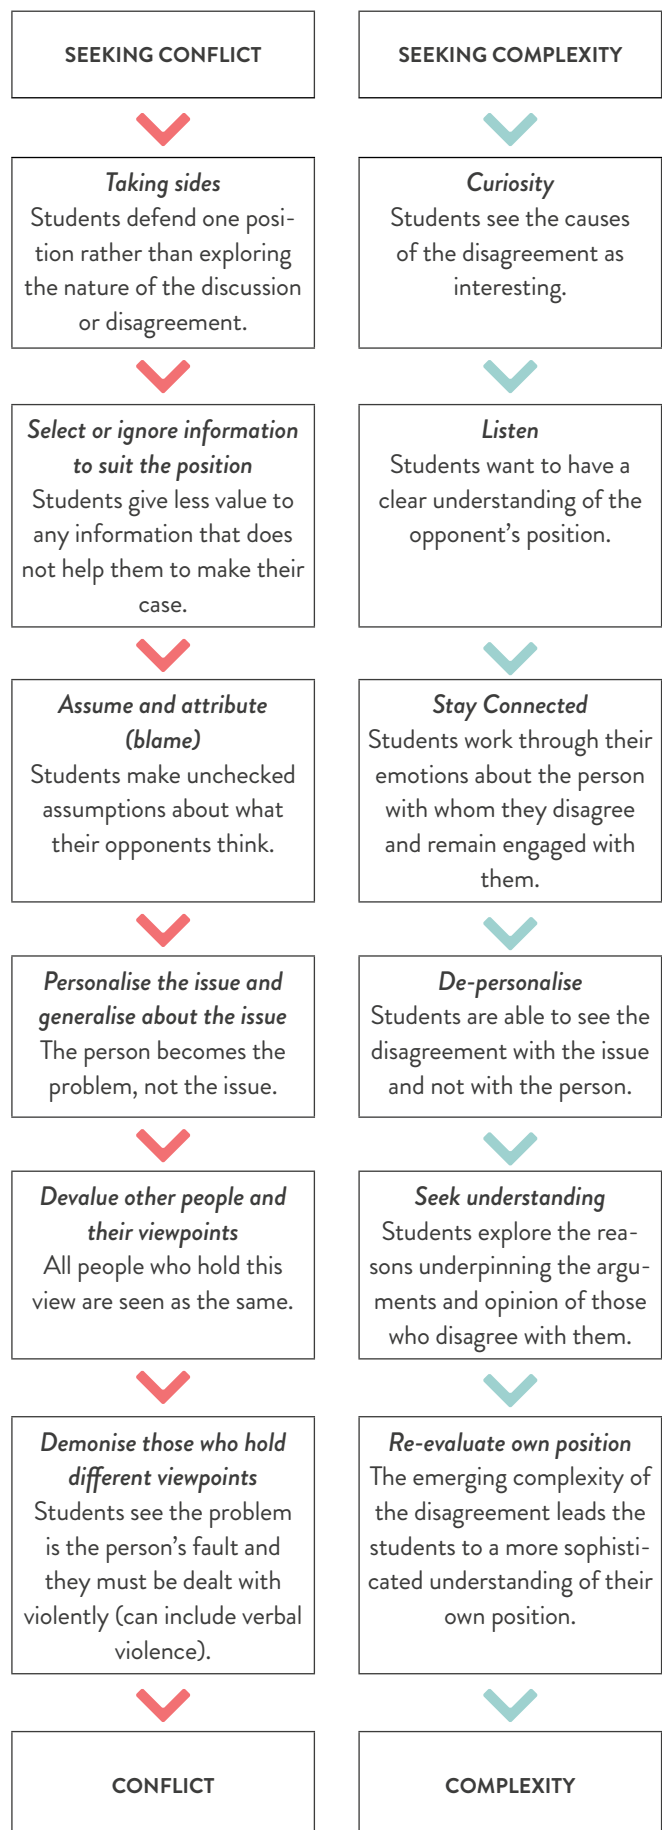 SEEKING CONFLICT
Taking sides
Students defend one posi-
tion rather than exploring
the nature of the discussion
or disagreement.
Select or ignore information
to suit the position
Students give less value to
any information that does
not help them to make their
case.
Assume and attribute
(blame)
Students make unchecked
assumptions about what
their opponents think.
Personalise the issue and
generalise about the issue
The person becomes the
problem, not the issue.
Devalue other people and
their viewpoints
All people who hold this
view are seen as the same.
Demonise those who hold
different viewpoints
Students see the problem
is the person's fault and
they must be dealt with
violently (can include verbal
violence).
CONFLICT
SEEKING COMPLEXITY
Curiosity
Students see the causes
of the disagreement as
interesting.
Listen
Students want to have a
clear understanding of the
opponent's position.
Stay Connected
Students work through their
emotions about the person
with whom they disagree
and remain engaged with
them.
De-personalise
Students are able to see the
disagreement with the issue
and not with the person.
Seek understanding
Students explore the rea-
sons underpinning the argu-
ments and opinion of those
who disagree with them.
Re-evaluate own position
The emerging complexity of
the disagreement leads the
students to a more sophisti-
cated understanding of their
own position.
COMPLEXITY